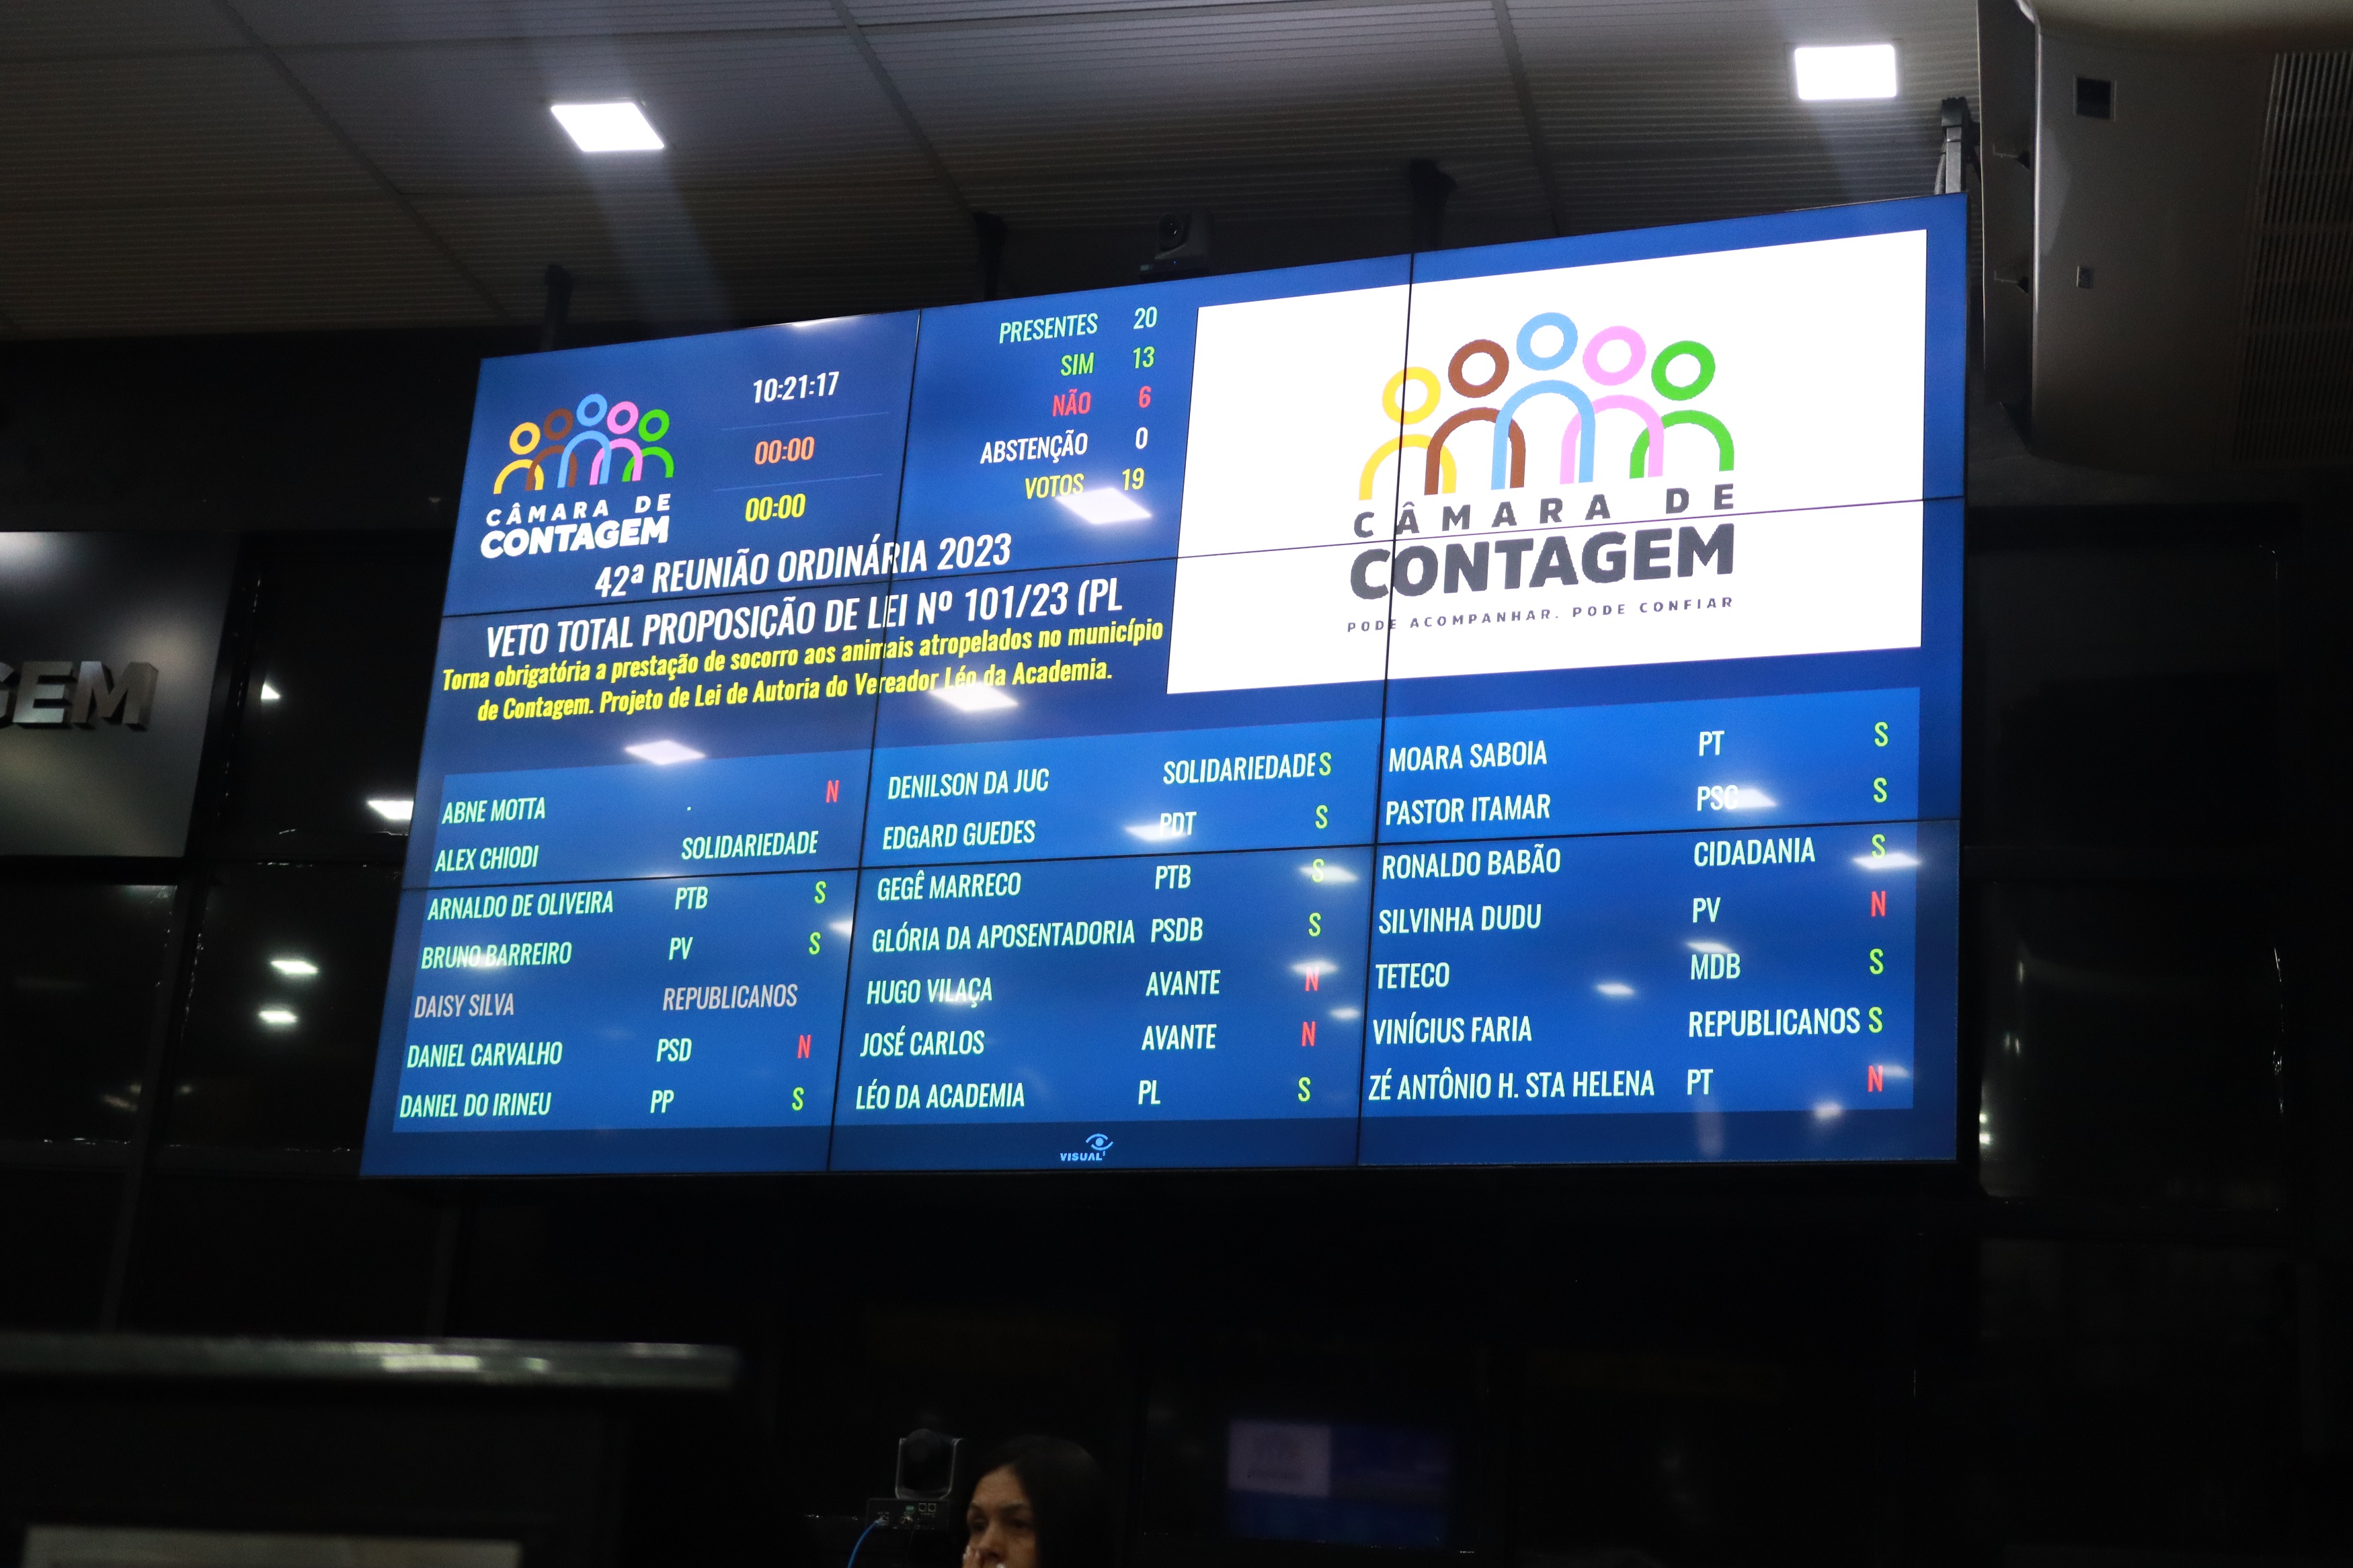 CÂMARA DE
CONTAGEM
10:21:17
00:00
00:00
PRESENTES 20
SIM 13
NÃO 6
ABSTENÇÃO 0
VOTOS 19
42ª REUNIÃO ORDINÁRIA 2023
VETO TOTAL PROPOSIÇÃO DE LEI Nº 101/23 (PL
Torna obrigatória a prestação de socorro aos animais atropelados no município
de Contagem. Projeto de Lei de Autoria do Vereador Léo da Academia.
CÂMARA DE
CONTAGEM
PODE ACOMPANHAR. PODE CONFIAR
GEM
ABNE MOTTA . N
ALEX CHIODI SOLIDARIEDADE
ARNALDO DE OLIVEIRA PTB S
BRUNO BARREIRO PV S
DAISY SILVA REPUBLICANOS
DANIEL CARVALHO PSD N
DANIEL DO IRINEU PP S
DENILSON DA JUC SOLIDARIEDADE S
EDGARD GUEDES PDT S
GEGÊ MARRECO PTB S
GLÓRIA DA APOSENTADORIA PSDB S
HUGO VILAÇA AVANTE N
JOSÉ CARLOS AVANTE N
LÉO DA ACADEMIA PL S
MOARA SABOIA PT S
PASTOR ITAMAR PSC S
RONALDO BABÃO CIDADANIA S
SILVINHA DUDU PV N
TETECO MDB S
VINÍCIUS FARIA REPUBLICANOS S
ZÉ ANTÔNIO H. STA HELENA PT N
VISUAL